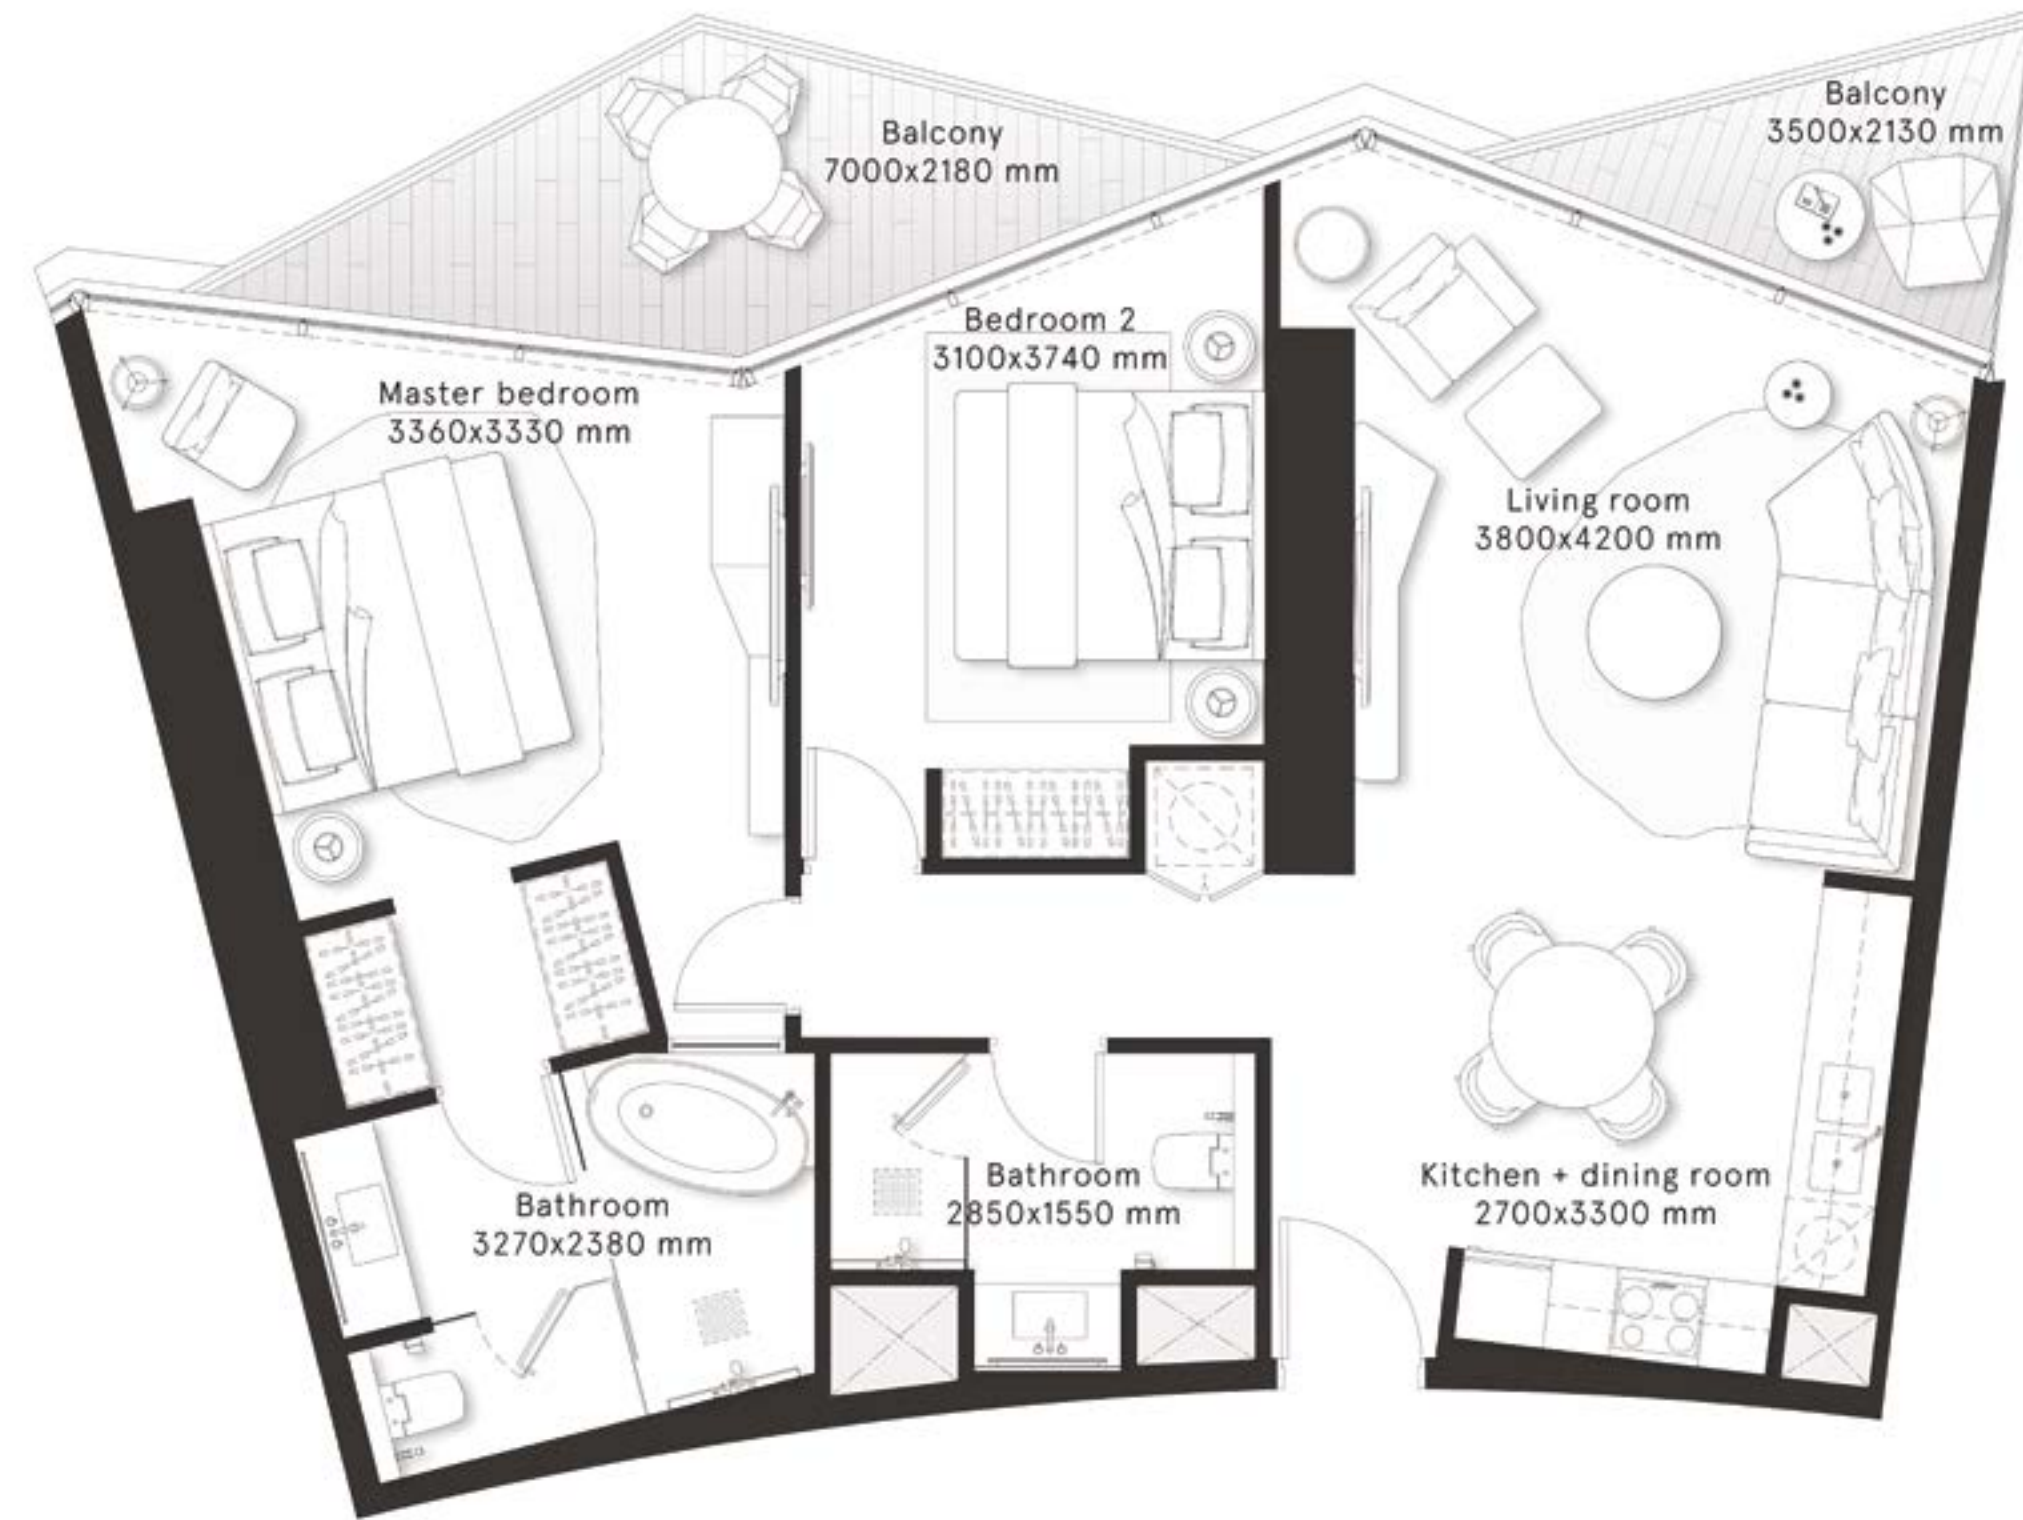 Balcony
7000x2180 mm
Balcony
3500x2130 mm
Master bedroom
3360x3330 mm
Bedroom 2
3100x3740 mm
Living room
3800x4200 mm
Bathroom
3270x2380 mm
Bathroom
2850x1550 mm
Kitchen + dining room
2700x3300 mm